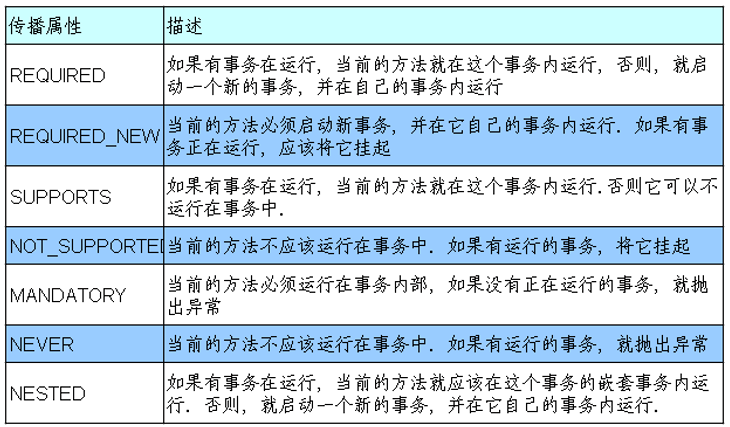 传播属性 描述
REQUIRED 如果有事务在运行, 当前的方法就在这个事务内运行, 否则, 就启
动一个新的事务, 并在自己的事务内运行
REQUIRED_NEW 当前的方法必须启动新事务, 并在它自己的事务内运行. 如果有事
务正在运行, 应该将它挂起
SUPPORTS 如果有事务在运行, 当前的方法就在这个事务内运行. 否则它可以不
运行在事务中.
NOT_SUPPORTED 当前的方法不应该运行在事务中. 如果有运行的事务, 将它挂起
MANDATORY 当前的方法必须运行在事务内部, 如果没有正在运行的事务, 就抛
出异常
NEVER 当前的方法不应该运行在事务中. 如果有运行的事务, 就抛出异常
NESTED 如果有事务在运行, 当前的方法就应该在这个事务的嵌套事务内运
行. 否则, 就启动一个新的事务, 并在它自己的事务内运行.